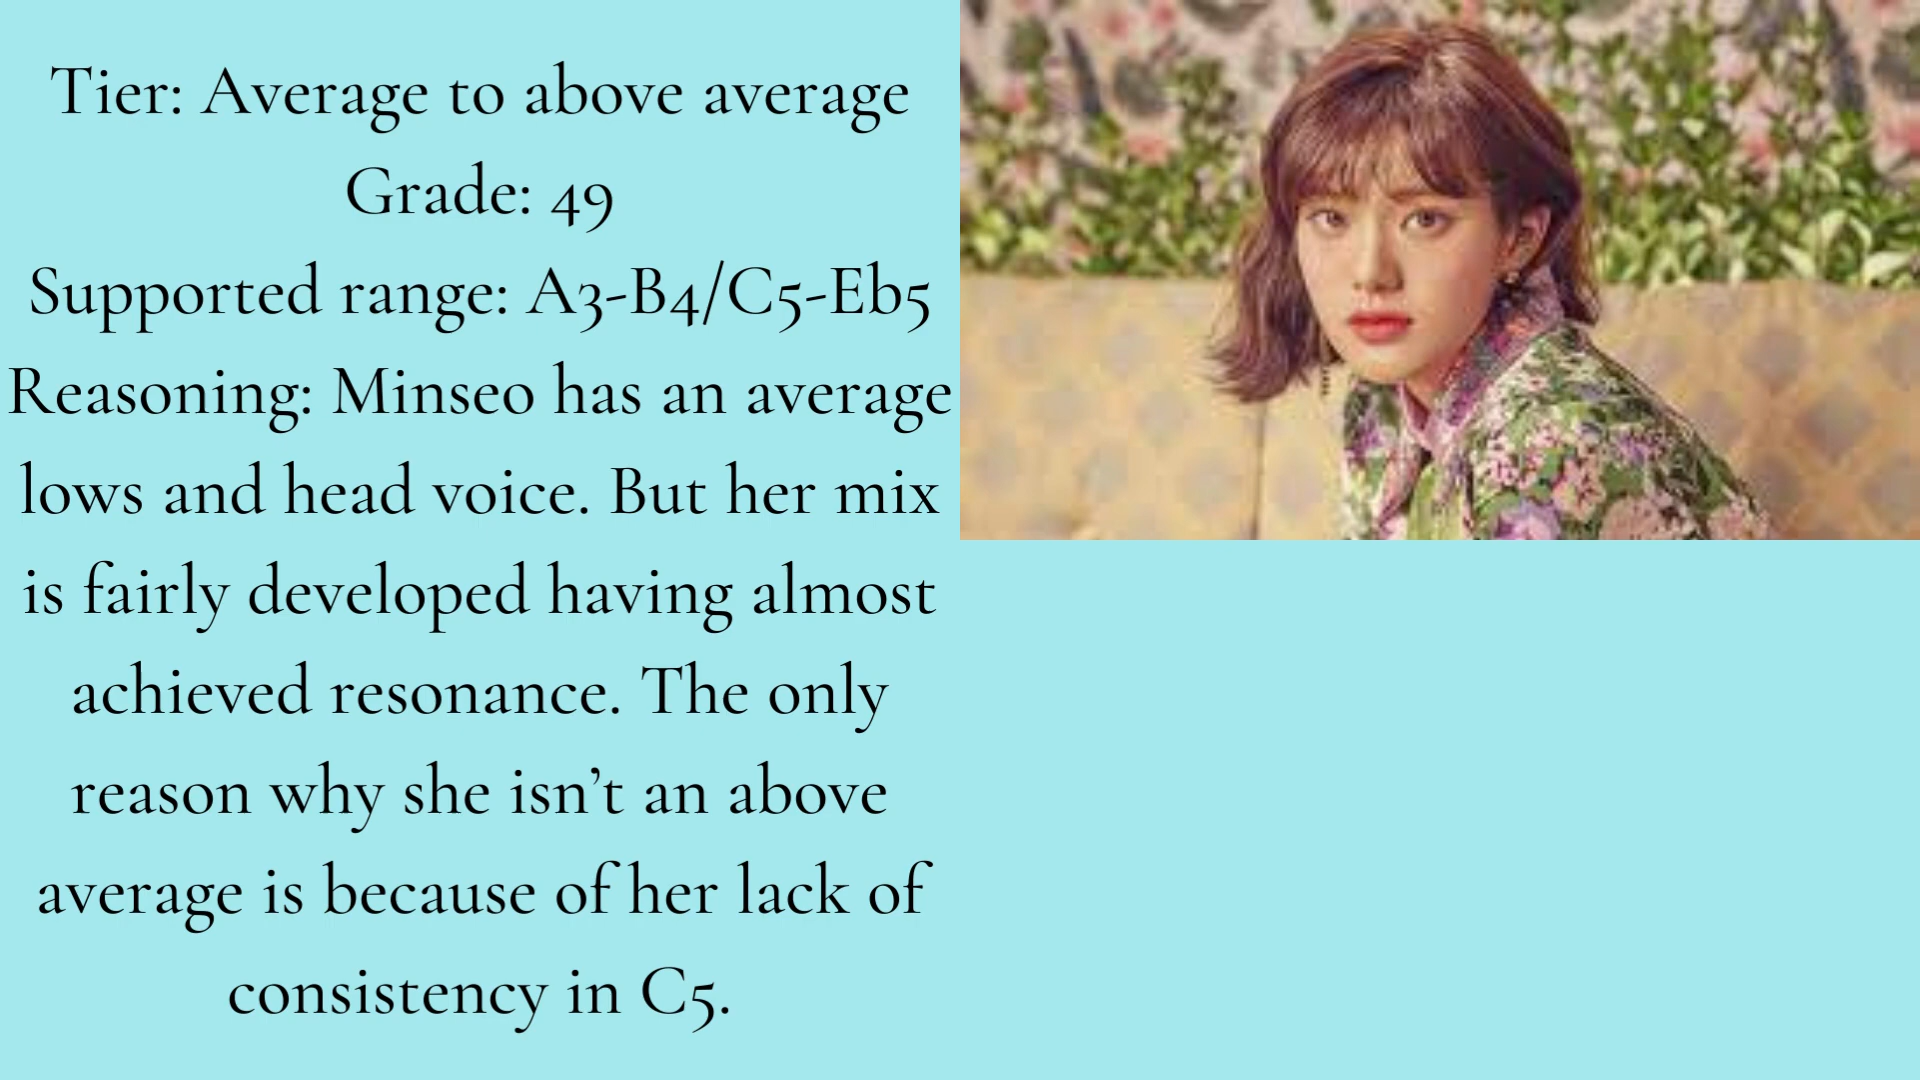 Tier: Average to above average
Grade: 49
Supported range: A3-B4/C5-Eb5
Reasoning: Minseo has an average
lows and head voice. But her mix
is fairly developed having almost
achieved resonance. The only
reason why she isn’t an above
average is because of her lack of
consistency in C5.